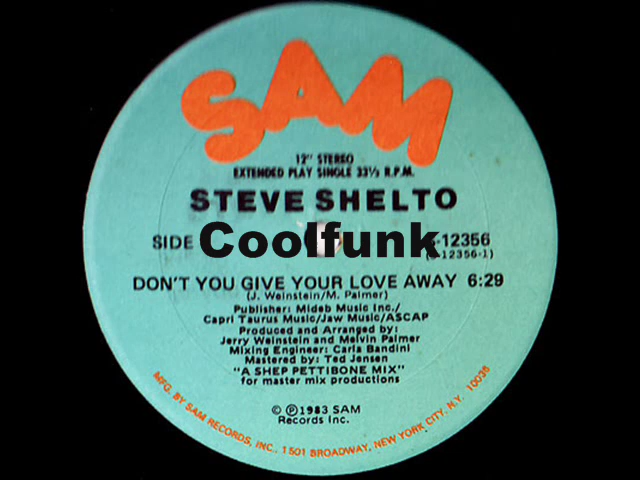 SAM
12" STEREO
EXTENDED PLAY SINGLE 33⅓ R.P.M.
STEVE SHELTO
SIDE Coolfunk -12356
12356-1)
DON'T YOU GIVE YOUR LOVE AWAY 6:29
(J. Weinstein/M. Palmer)
Publisher: Mideb Music Inc./
Capri Taurus Music/Jaw Music/ASCAP
Produced and Arranged by:
Jerry Weinstein and Melvin Palmer
Mixing Engineer: Carla Bandini
Mastered by: Ted Jensen
"A SHEP PETTIBONE MIX"
for master mix productions
© ℗1983 SAM
Records Inc.
MFG. BY SAM RECORDS, INC., 1501 BROADWAY, NEW YORK CITY, N.Y. 10036